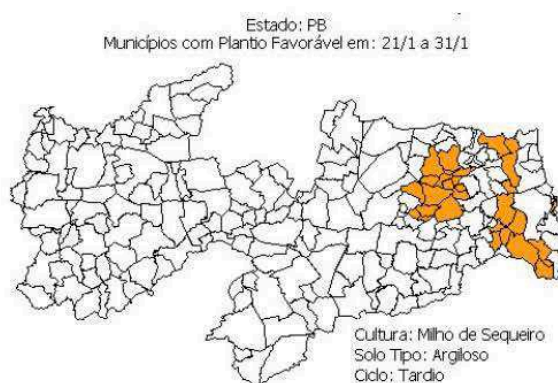 Estado: PB
Municípios com Plantio Favorável em: 21/1 a 31/1
Cultura: Milho de Sequeiro
Solo Tipo: Argiloso
Ciclo: Tardio